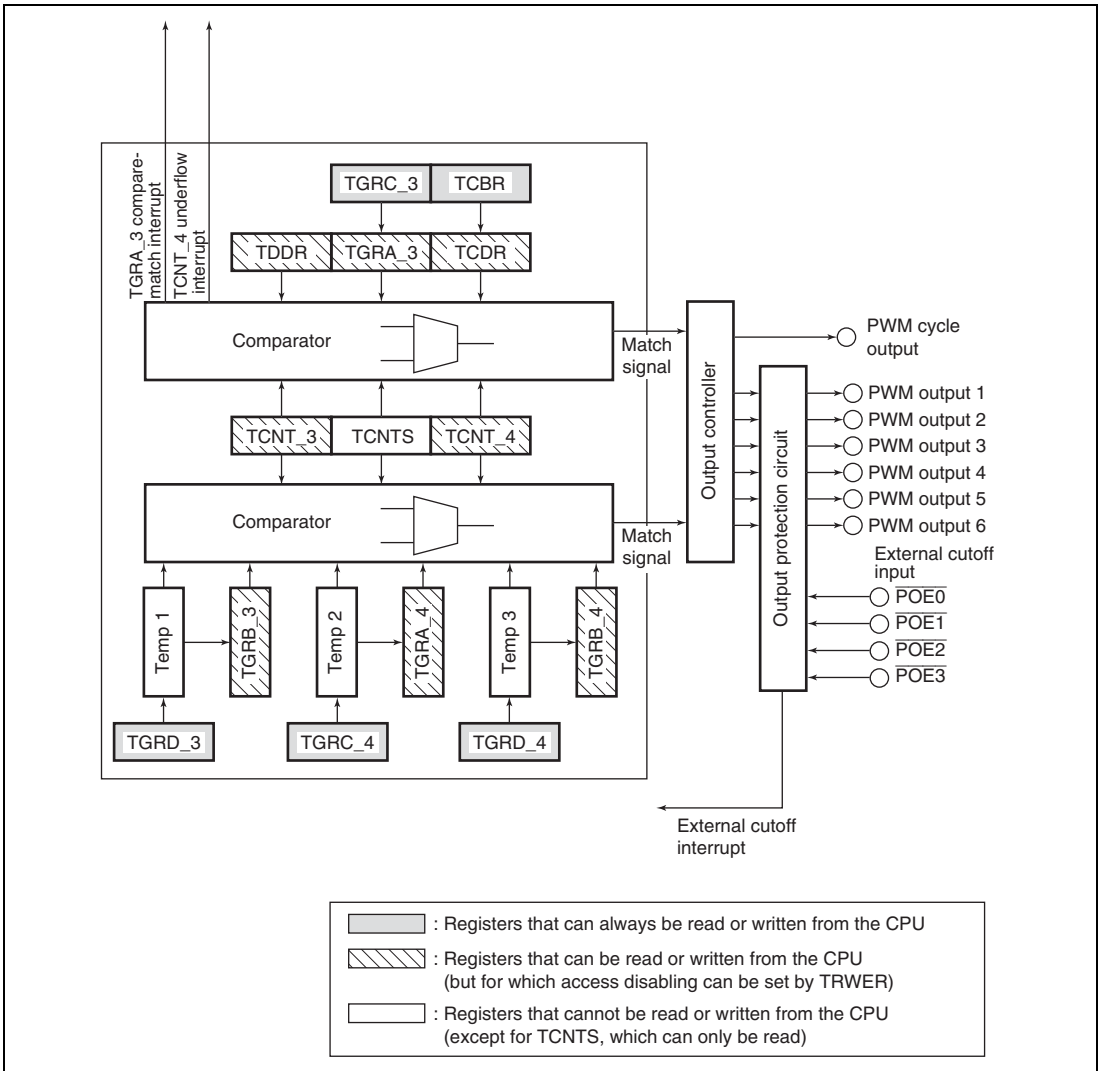 TGRA_3 compare-
match interrupt
TCNT_4 underflow
interrupt
TGRC_3
TCBR
TDDR
TGRA_3
TCDR
Comparator
Match
signal
PWM cycle
output
Output controller
Output protection circuit
PWM output 1
PWM output 2
PWM output 3
PWM output 4
PWM output 5
PWM output 6
TCNT_3
TCNTS
TCNT_4
Comparator
Match
signal
External cutoff
input
POE0
POE1
POE2
POE3
Temp 1
TGRB_3
Temp 2
TGRA_4
Temp 3
TGRB_4
TGRD_3
TGRC_4
TGRD_4
External cutoff
interrupt
: Registers that can always be read or written from the CPU
: Registers that can be read or written from the CPU
(but for which access disabling can be set by TRWER)
: Registers that cannot be read or written from the CPU
(except for TCNTS, which can only be read)